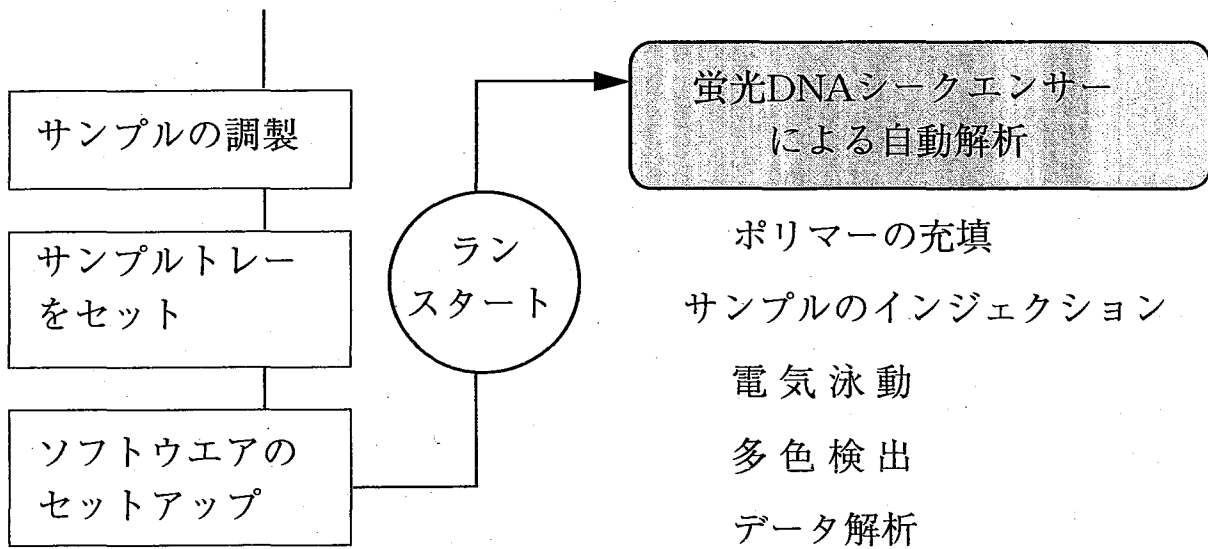 サンプルの調製
サンプルトレー
をセット
ソフトウエアの
セットアップ
ラン
スタート
蛍光DNAシークエンサー
による自動解析
ポリマーの充填
サンプルのインジェクション
電気泳動
多色検出
データ解析